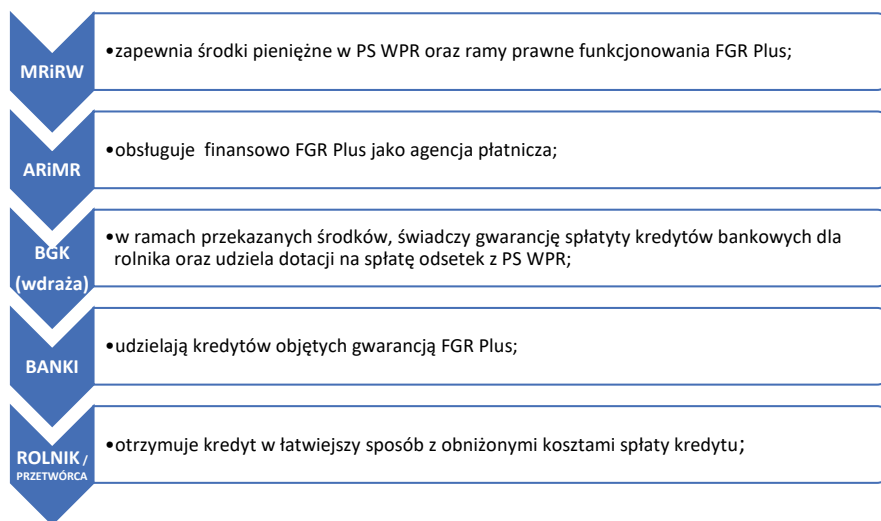 MRiRW
•zapewnia środki pieniężne w PS WPR oraz ramy prawne funkcjonowania FGR Plus;
ARiMR
•obsługuje finansowo FGR Plus jako agencja płatnicza;
BGK
(wdraża)
•w ramach przekazanych środków, świadczy gwarancję spłatyty kredytów bankowych dla
rolnika oraz udziela dotacji na spłatę odsetek z PS WPR;
BANKI
•udzielają kredytów objętych gwarancją FGR Plus;
ROLNIK /
PRZETWÓRCA
•otrzymuje kredyt w łatwiejszy sposób z obniżonymi kosztami spłaty kredytu;